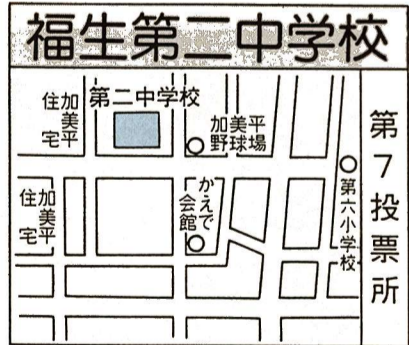 福生第二中学校
第7投票所
加美平
住宅
第二中学校
加美平
野球場
加美平
住宅
かえで
会館
第六小学校